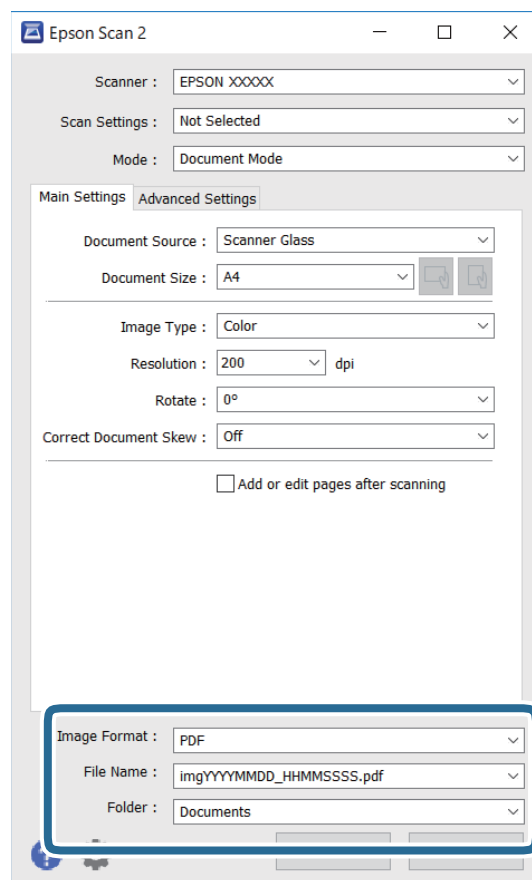 Epson Scan 2
Scanner : EPSON XXXXX
Scan Settings : Not Selected
Mode : Document Mode
Main Settings Advanced Settings
Document Source : Scanner Glass
Document Size : A4
Image Type : Color
Resolution : 200 dpi
Rotate : 0°
Correct Document Skew : Off
Add or edit pages after scanning
Image Format : PDF
File Name : imgYYYYMMDD_HHMMSSSS.pdf
Folder : Documents